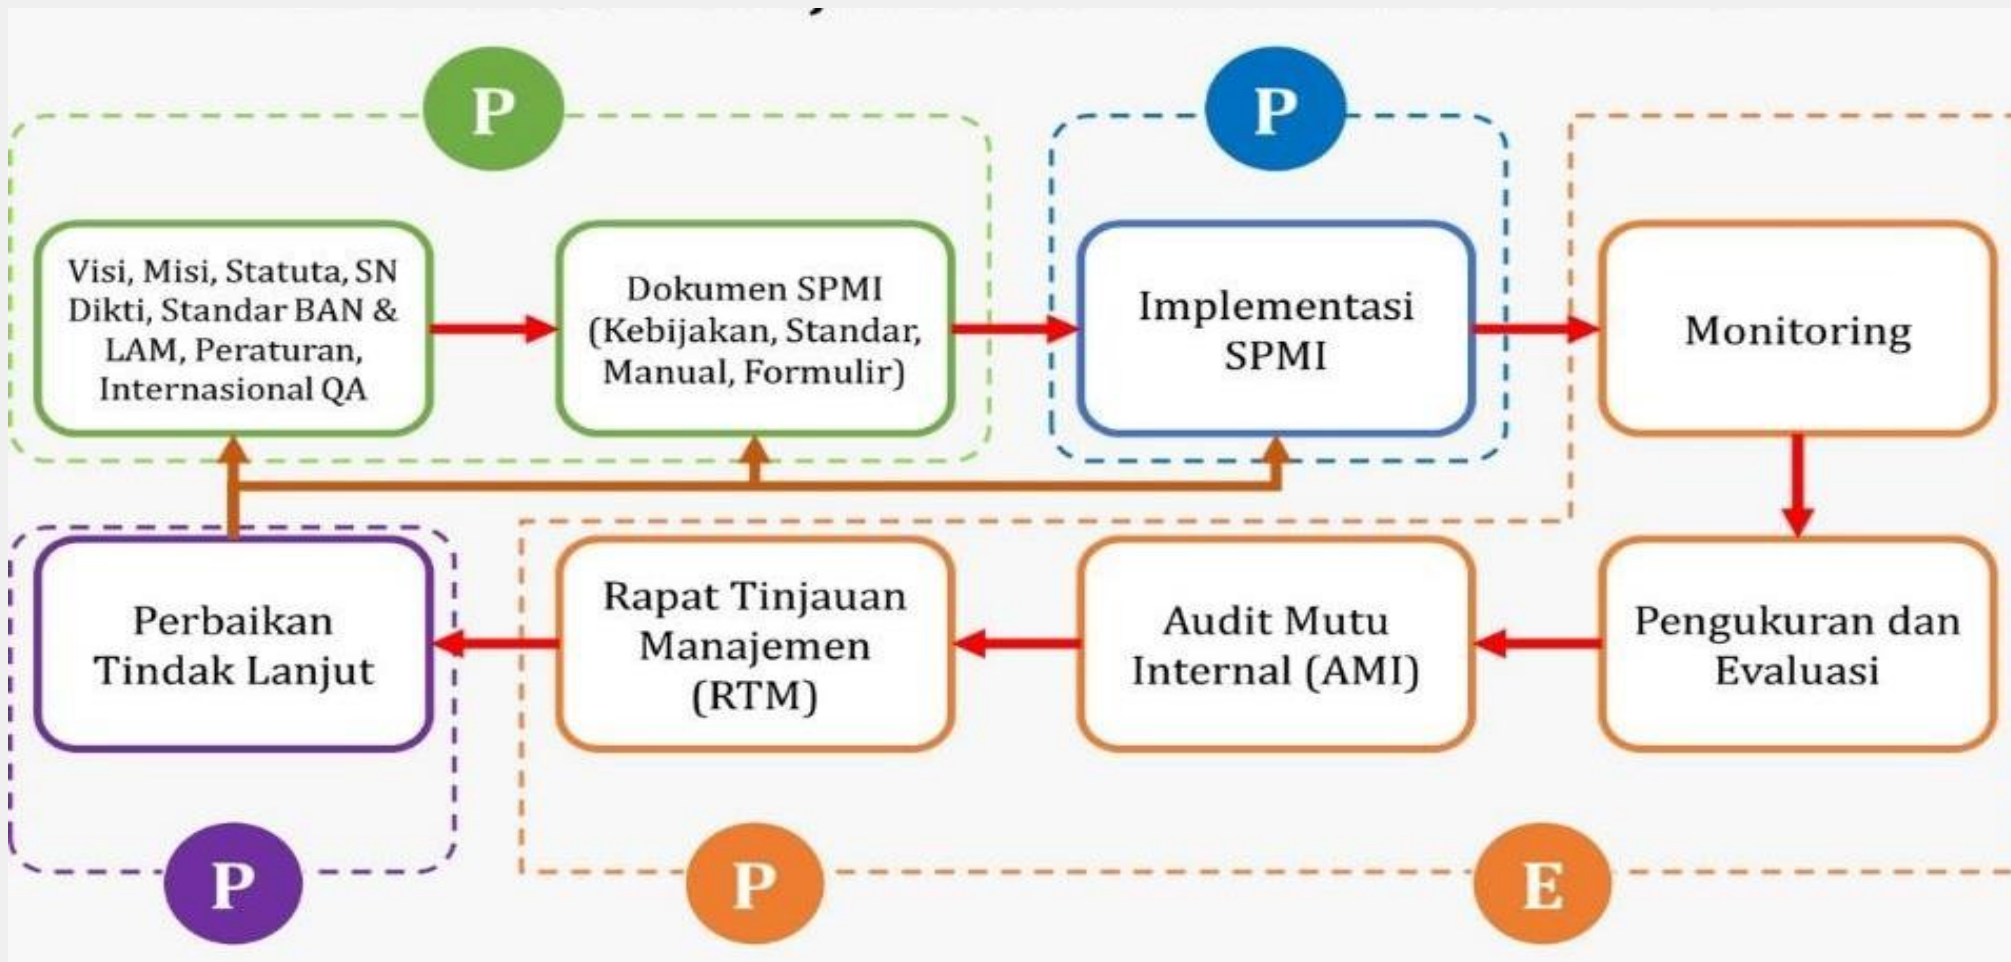 P
P
Visi, Misi, Statuta, SN
Dikti, Standar BAN &
LAM, Peraturan,
Internasional QA
Dokumen SPMI
(Kebijakan, Standar,
Manual, Formulir)
Implementasi
SPMI
Monitoring
Perbaikan
Tindak Lanjut
Rapat Tinjauan
Manajemen
(RTM)
Audit Mutu
Internal (AMI)
Pengukuran dan
Evaluasi
P
P
E